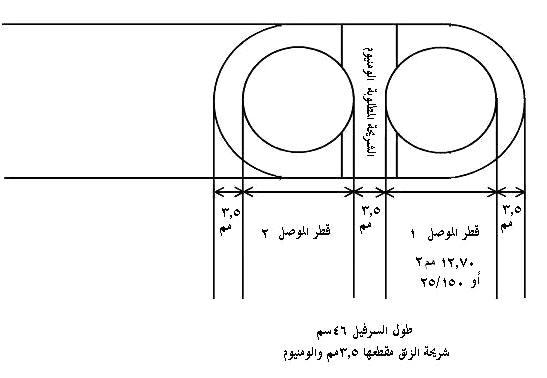 الشريحة المطلوبة الومنيوم
٣,٥ مم
قطر الموصل ١
٣,٥ مم
قطر الموصل ٢
٣,٥ مم
١٢,٧٠ مم٢
أو ٢٥/١٥٠
طول السرفيل ٤٦سم
شريحة الزنق مقطعها ٣,٥مم والومنيوم